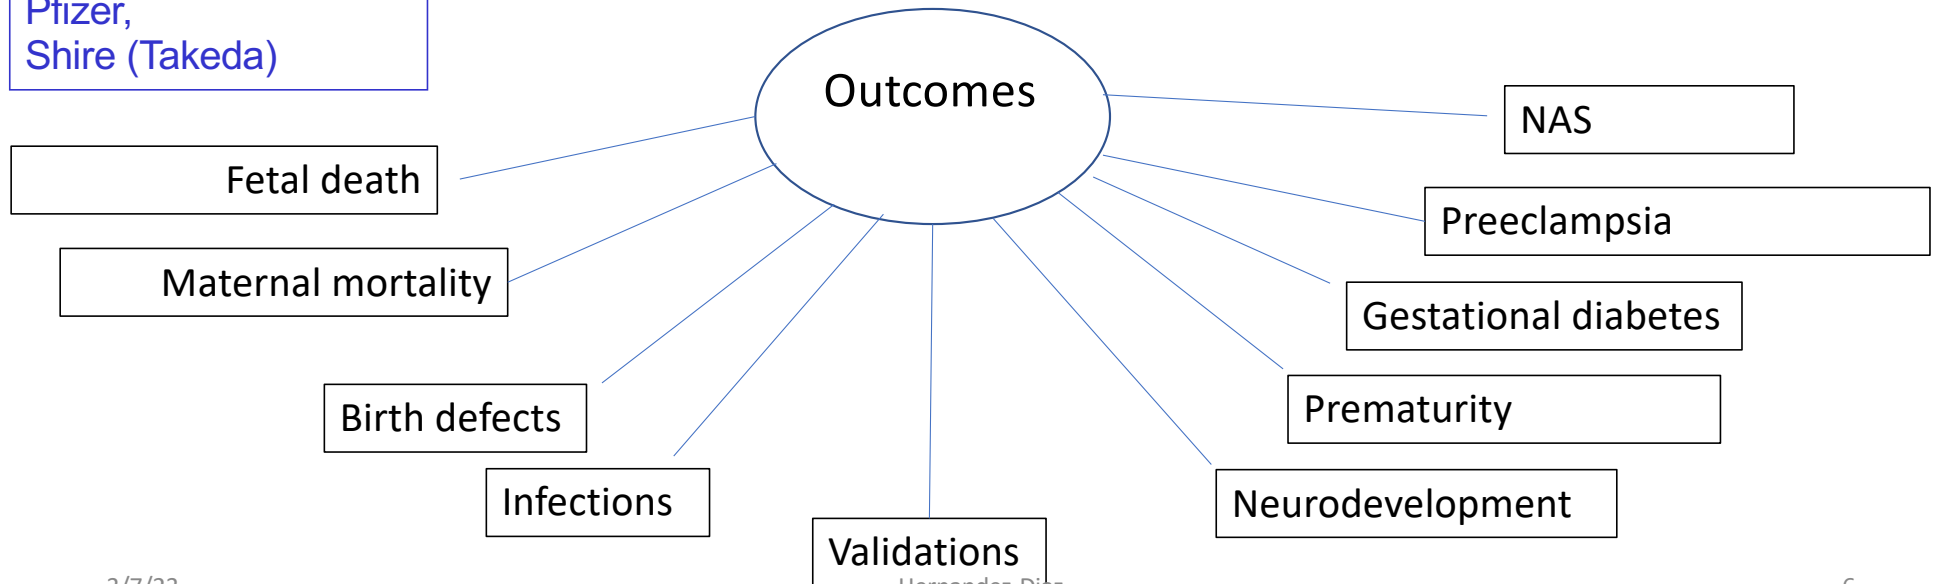 Pfizer,
Shire (Takeda)
Outcomes
NAS
Fetal death
Preeclampsia
Maternal mortality
Gestational diabetes
Birth defects
Prematurity
Infections
Neurodevelopment
Validations